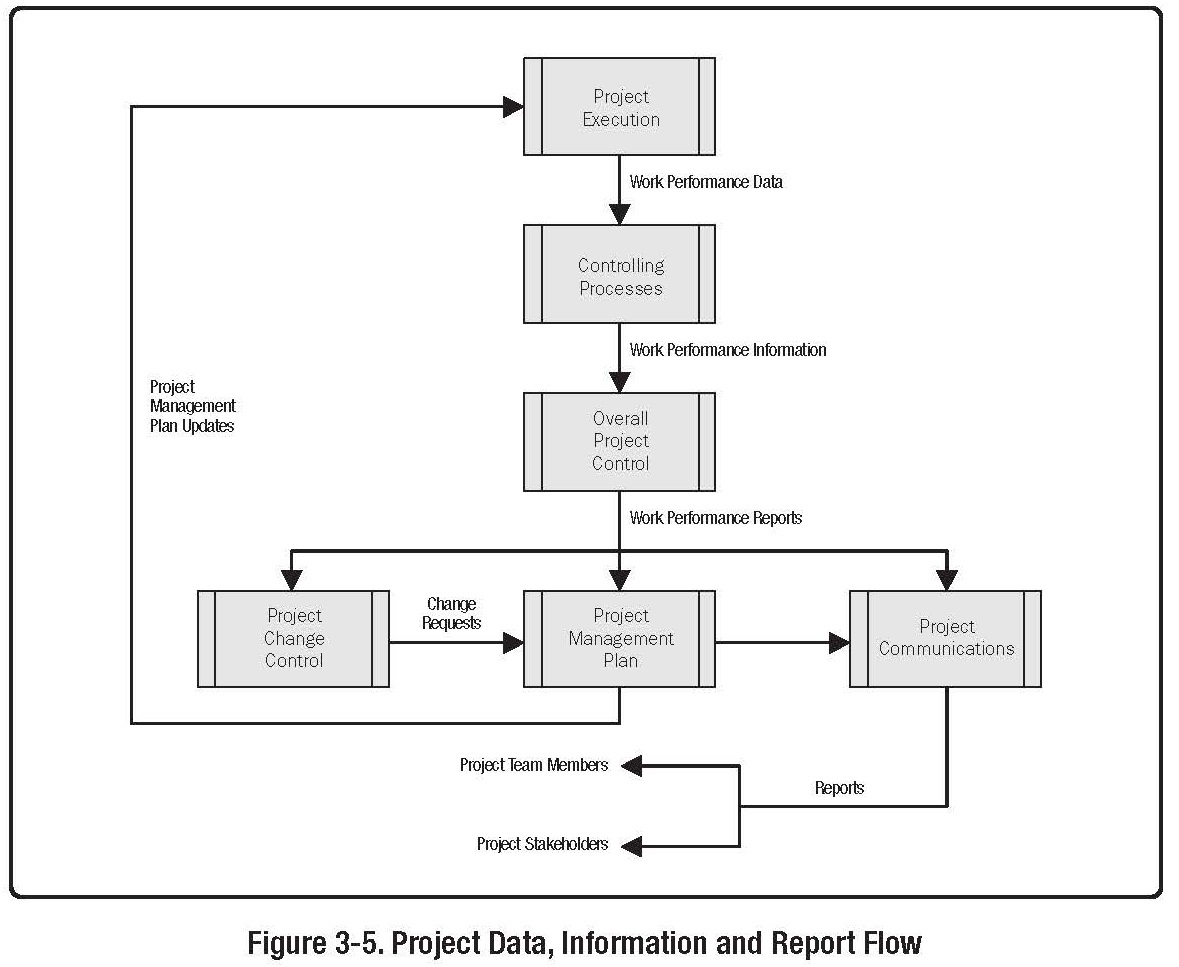 Project
Execution
Work Performance Data
Controlling
Processes
Work Performance Information
Project
Management
Plan Updates
Overall
Project
Control
Work Performance Reports
Project
Change
Control
Change
Requests
Project
Management
Plan
Project
Communications
Project Team Members
Reports
Project Stakeholders
Figure 3-5. Project Data, Information and Report Flow